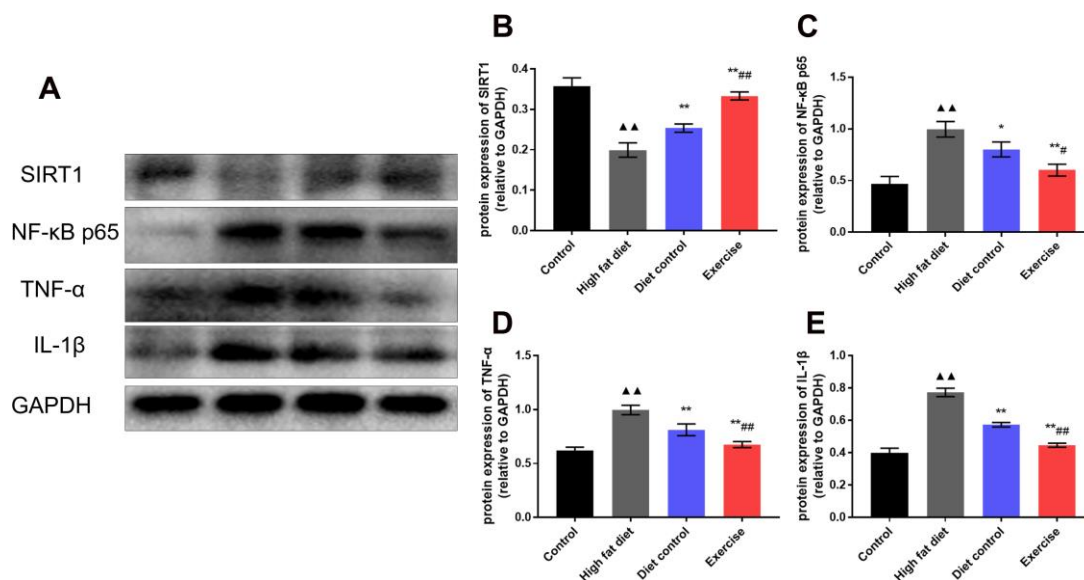 A
SIRT1
NF-κB p65
TNF-α
IL-1β
GAPDH
B
protein expression of SIRT1
(relative to GAPDH)
0.4
0.3
0.2
0.1
0.0
▲▲
**
**##
Control
High fat diet
Diet control
Exercise
C
protein expression of NF-κB p65
(relative to GAPDH)
1.5
1.0
0.5
0.0
▲▲
*
**#
Control
High fat diet
Diet control
Exercise
D
protein expression of TNF-α
(relative to GAPDH)
1.5
1.0
0.5
0.0
▲▲
**
**##
Control
High fat diet
Diet control
Exercise
E
protein expression of IL-1β
(relative to GAPDH)
1.0
0.8
0.6
0.4
0.2
0.0
▲▲
**
**##
Control
High fat diet
Diet control
Exercise